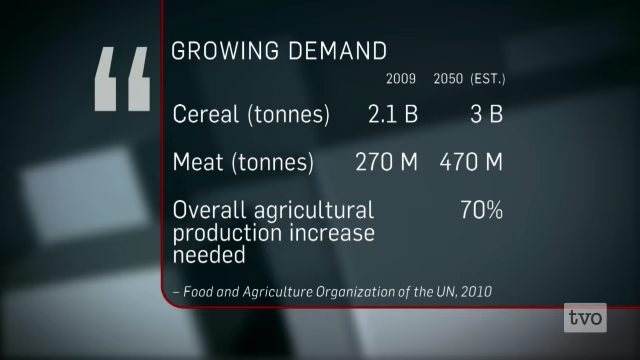 GROWING DEMAND
2009 2050 (EST.)
Cereal (tonnes) 2.1 B 3 B
Meat (tonnes) 270 M 470 M
Overall agricultural 70%
production increase
needed
– Food and Agriculture Organization of the UN, 2010
tvo